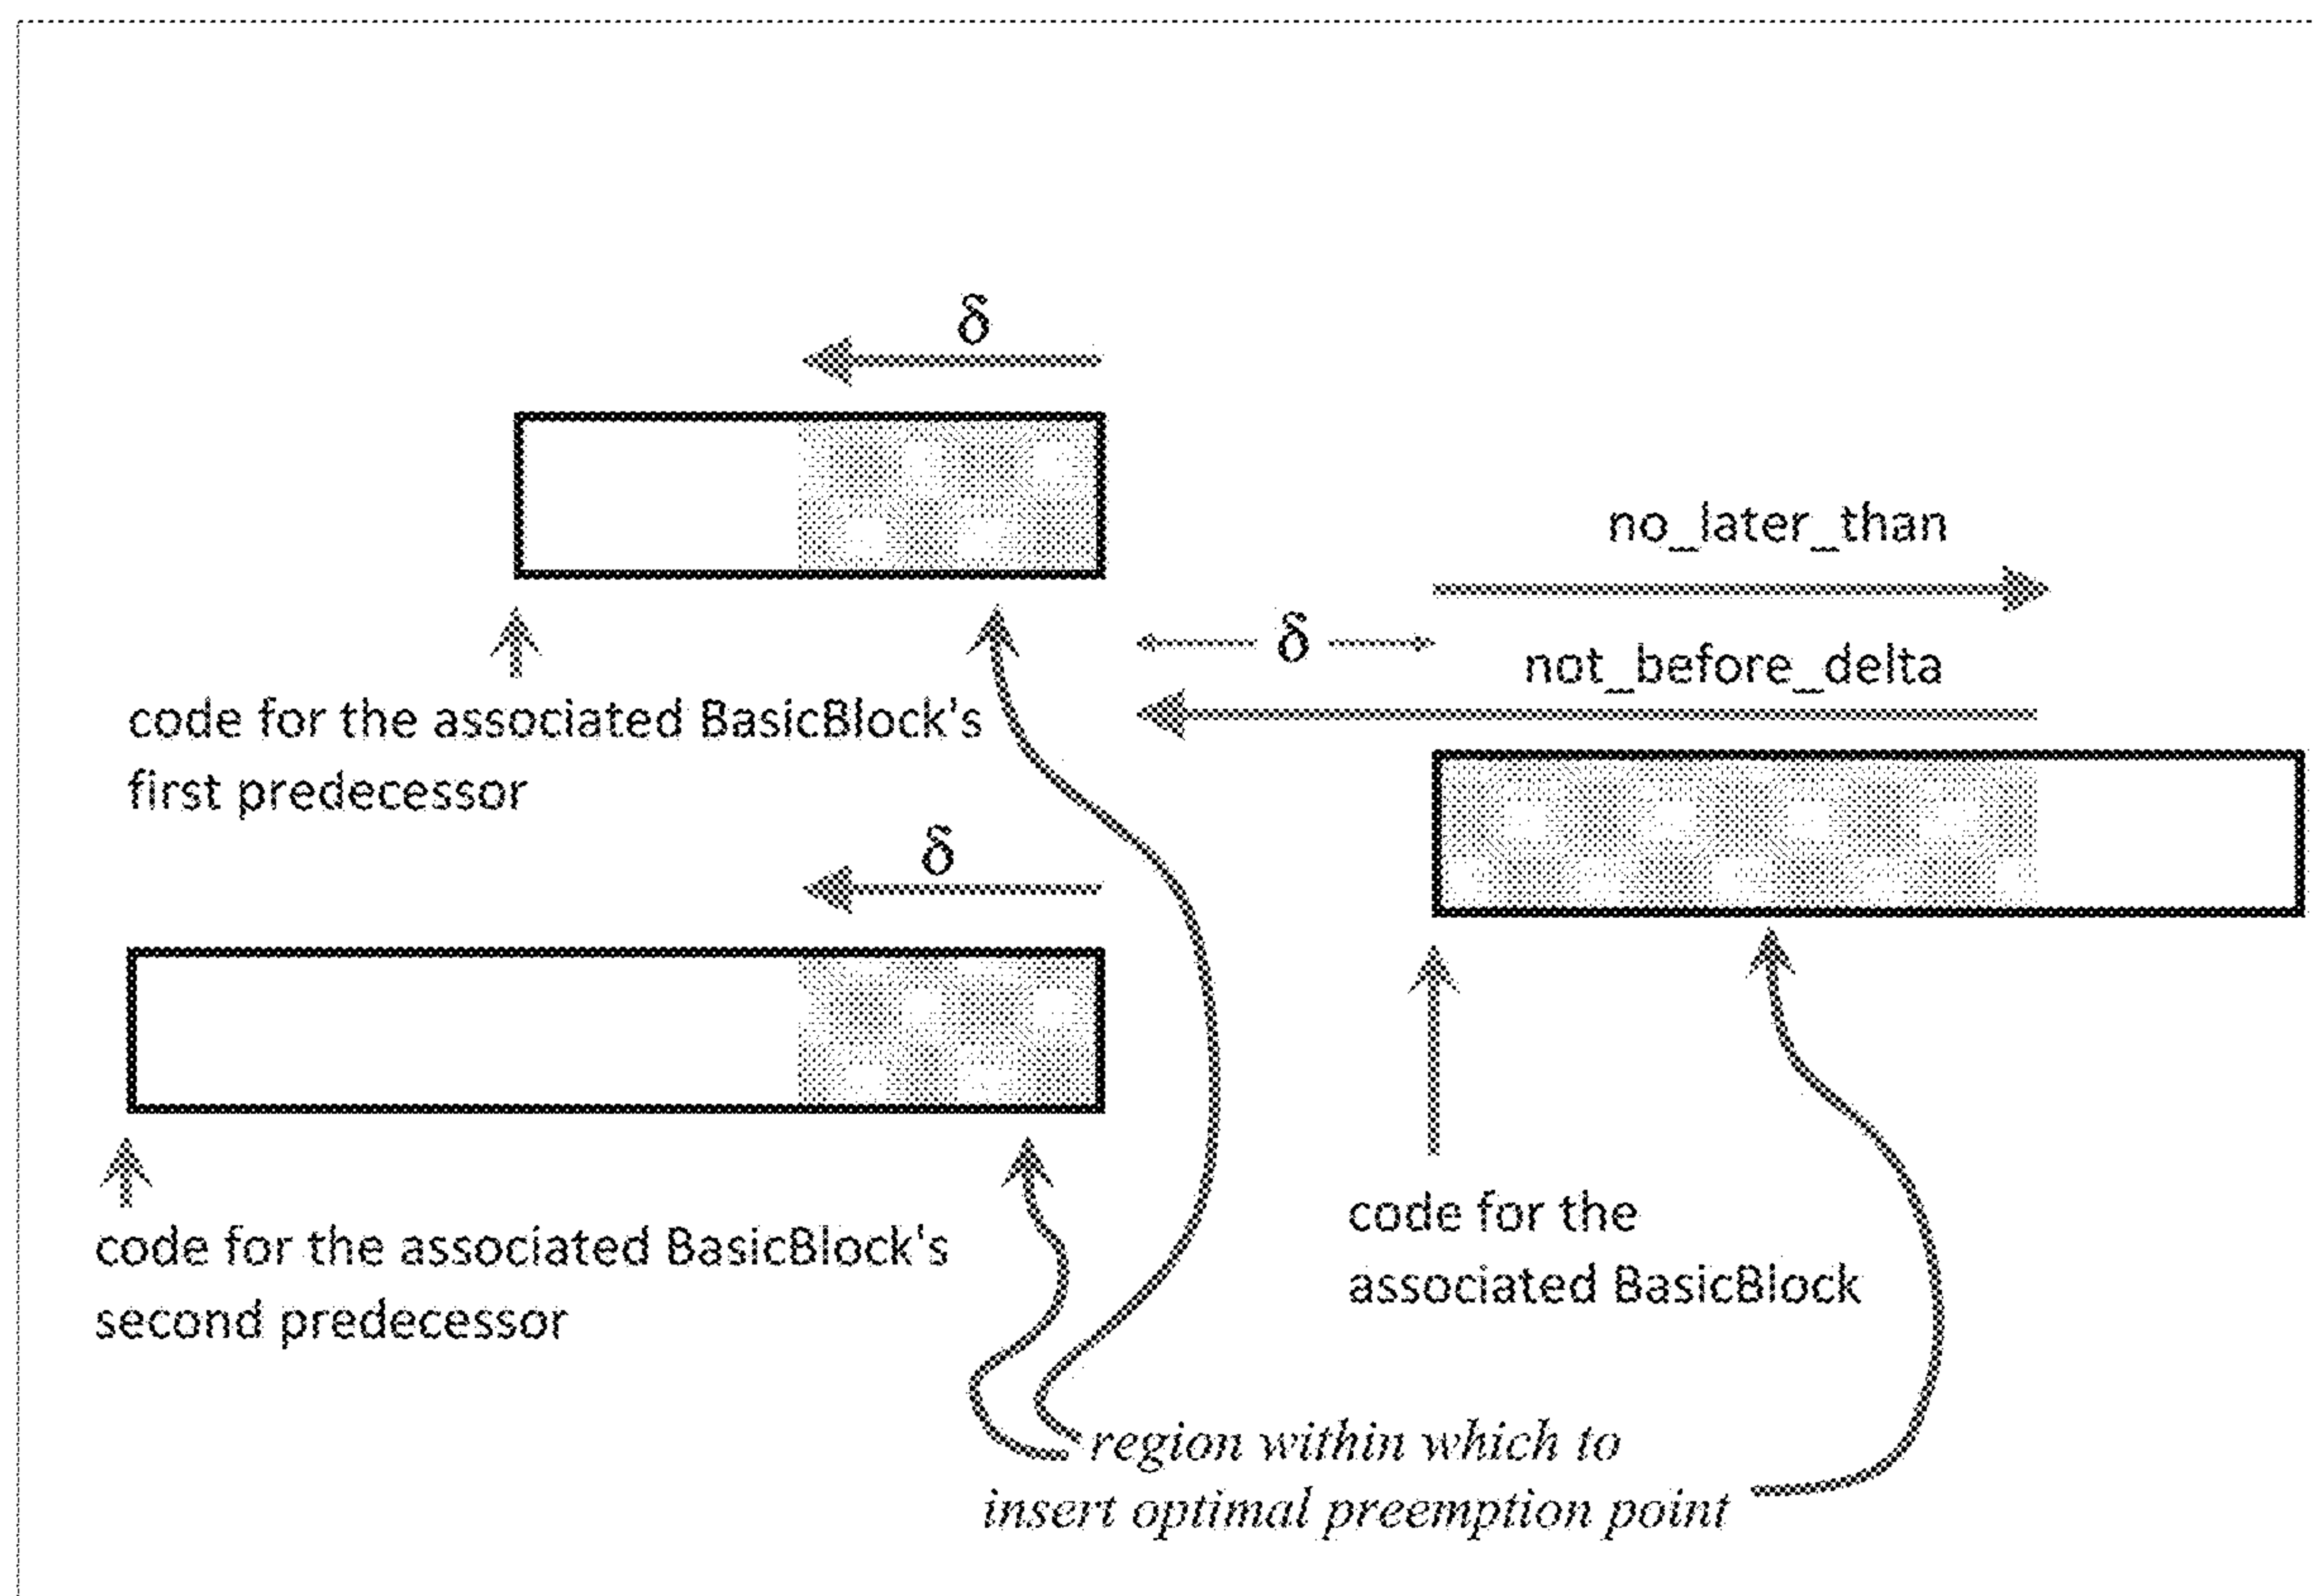 δ
no_later_than
δ
not_before_delta
code for the associated BasicBlock's
first predecessor
δ
code for the associated BasicBlock's
second predecessor
code for the
associated BasicBlock
region within which to
insert optimal preemption point